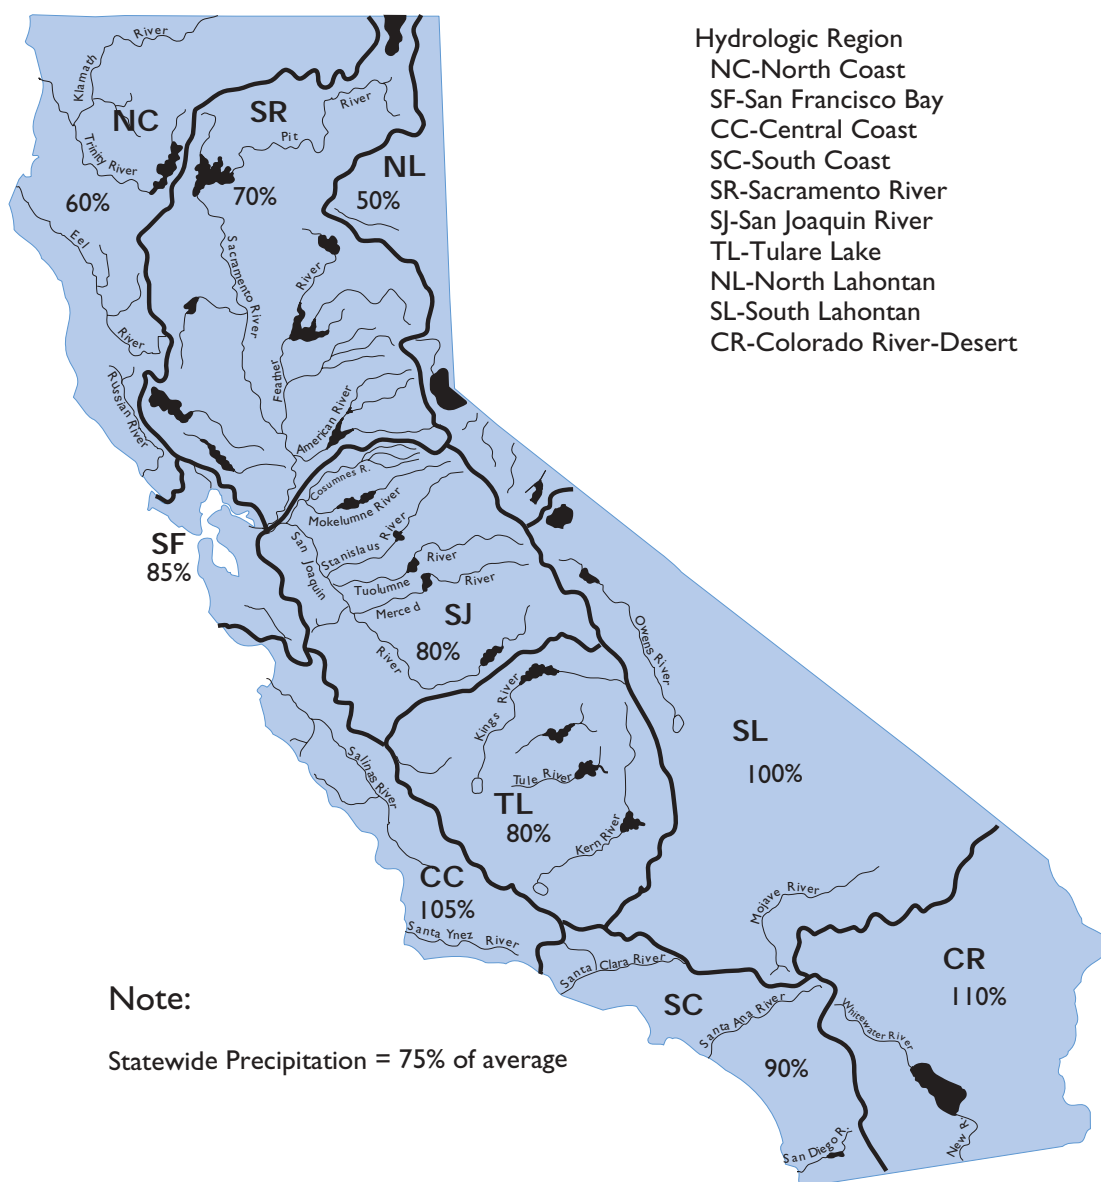 Hydrologic Region
NC-North Coast
SF-San Francisco Bay
CC-Central Coast
SC-South Coast
SR-Sacramento River
SJ-San Joaquin River
TL-Tulare Lake
NL-North Lahontan
SL-South Lahontan
CR-Colorado River-Desert
Klamath River
NC
Trinity River
60%
SR
Pit River
70%
NL
50%
Eel River
Sacramento River
Feather River
Russian River
American River
Cosumnes R.
Mokelumne River
SF
85%
San Joaquin River
Stanislaus River
Tuolumne River
Merced River
SJ
80%
Owens River
Kings River
SL
100%
Salinas River
Tule River
TL
80%
Kern River
CC
105%
Santa Ynez River
Mojave River
Santa Clara River
CR
110%
SC
Santa Ana River
Whitewater River
90%
San Diego R.
New R.
Note:
Statewide Precipitation = 75% of average